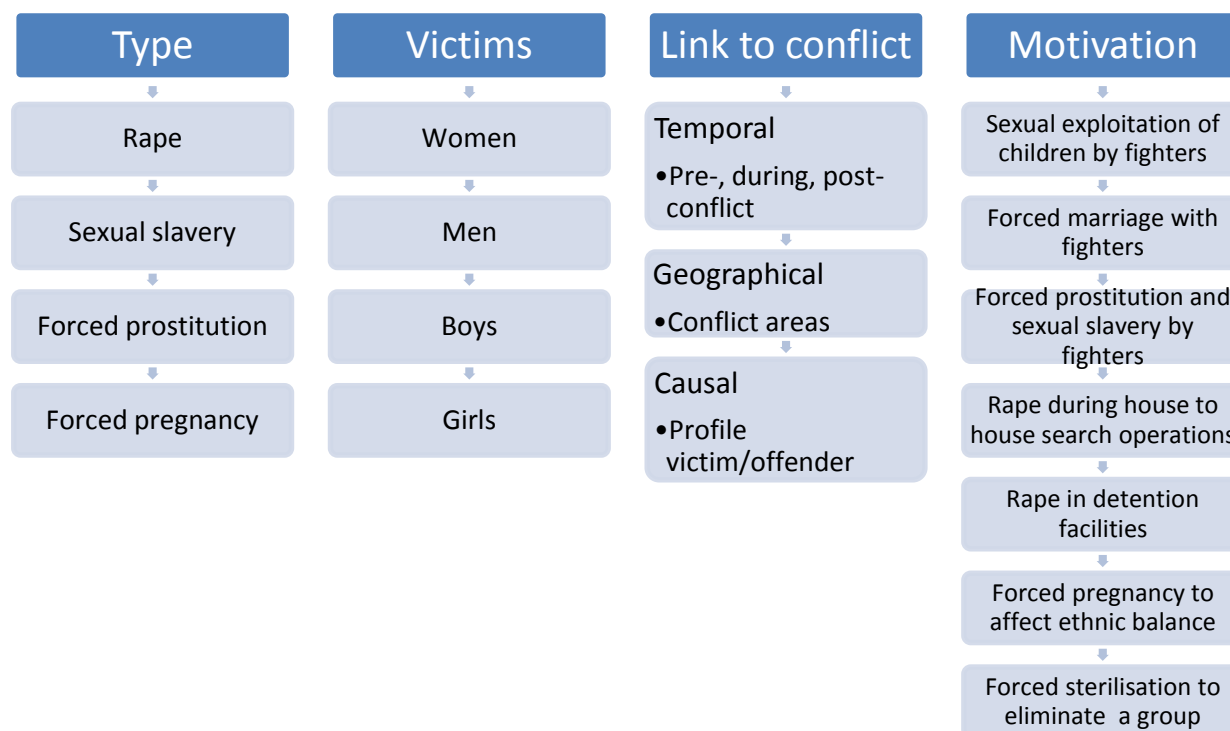 Type
Rape
Sexual slavery
Forced prostitution
Forced pregnancy
Victims
Women
Men
Boys
Girls
Link to conflict
Temporal
•Pre-, during, post-
conflict
Geographical
•Conflict areas
Causal
•Profile
victim/offender
Motivation
Sexual exploitation of
children by fighters
Forced marriage with
fighters
Forced prostitution and
sexual slavery by
fighters
Rape during house to
house search operations
Rape in detention
facilities
Forced pregnancy to
affect ethnic balance
Forced sterilisation to
eliminate a group